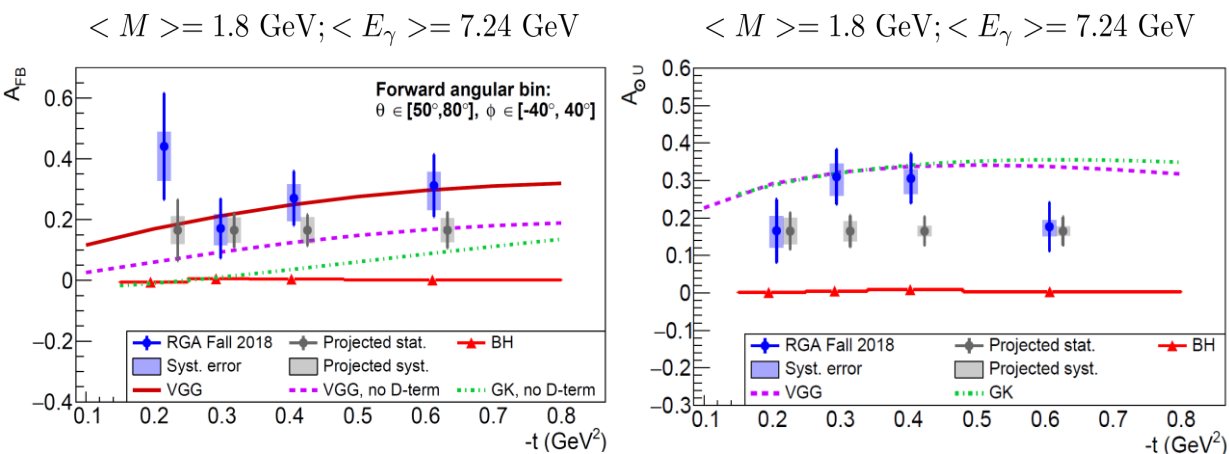 < M >= 1.8 GeV; < E_γ >= 7.24 GeV
A_FB
Forward angular bin:
θ ∈ [50°,80°], ϕ ∈ [-40°, 40°]
0.6
0.4
0.2
0
−0.2
−0.4
RGA Fall 2018
Projected stat.
BH
Syst. error
Projected syst.
VGG
VGG, no D-term
GK, no D-term
0.1 0.2 0.3 0.4 0.5 0.6 0.7 0.8
-t (GeV²)
< M >= 1.8 GeV; < E_γ >= 7.24 GeV
A_⊙U
0.6
0.5
0.4
0.3
0.2
0.1
0
−0.1
−0.2
−0.3
RGA Fall 2018
Projected stat.
BH
Syst. error
Projected syst.
VGG
GK
0.1 0.2 0.3 0.4 0.5 0.6 0.7 0.8
-t (GeV²)